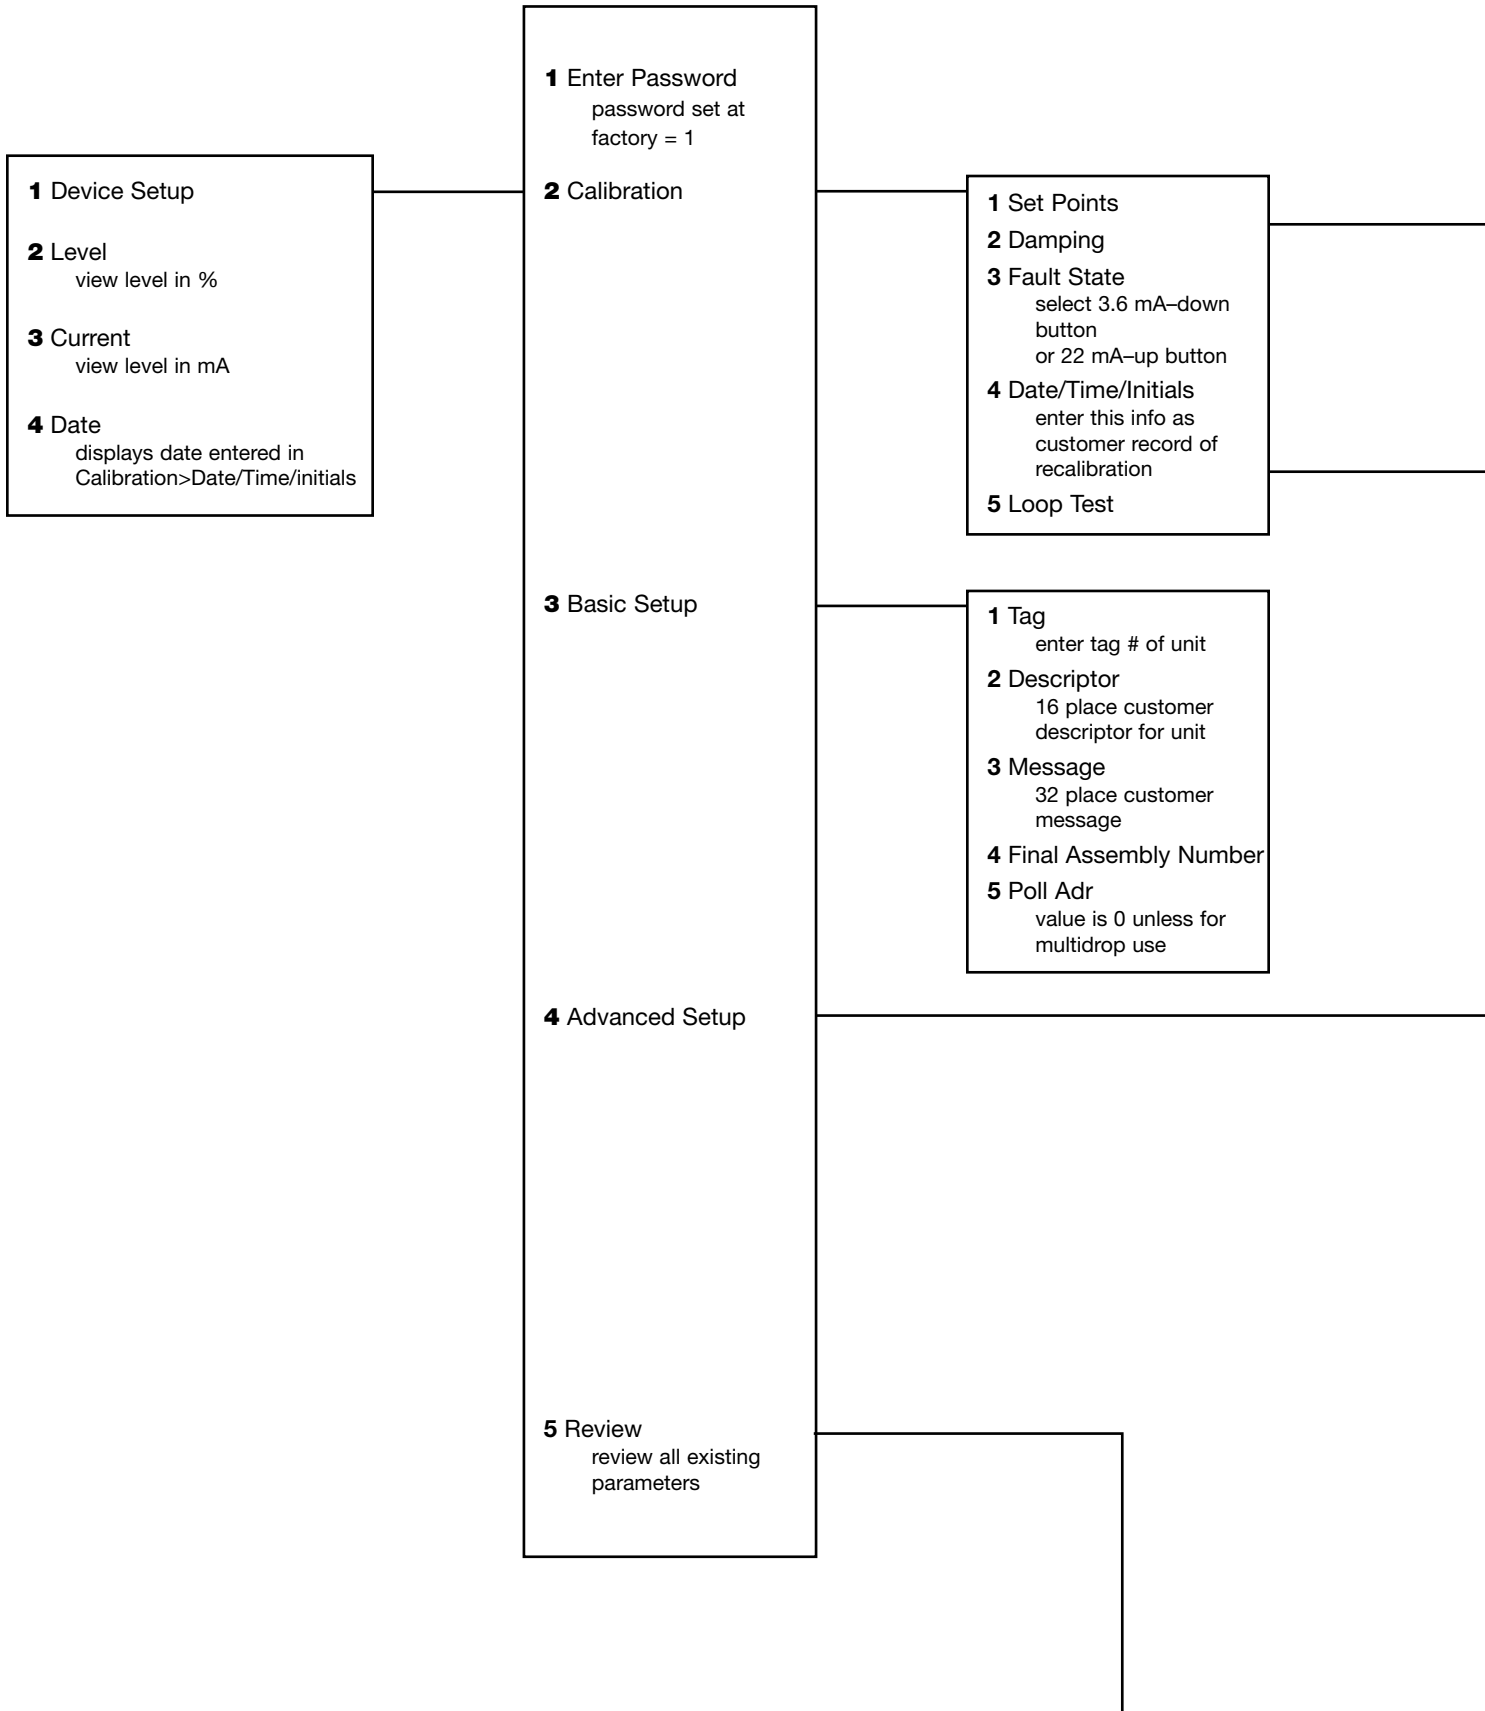 1 Device Setup
2 Level
view level in %
3 Current
view level in mA
4 Date
displays date entered in
Calibration>Date/Time/initials
1 Enter Password
password set at
factory = 1
2 Calibration
3 Basic Setup
4 Advanced Setup
5 Review
review all existing
parameters
1 Set Points
2 Damping
3 Fault State
select 3.6 mA–down
button
or 22 mA–up button
4 Date/Time/Initials
enter this info as
customer record of
recalibration
5 Loop Test
1 Tag
enter tag # of unit
2 Descriptor
16 place customer
descriptor for unit
3 Message
32 place customer
message
4 Final Assembly Number
5 Poll Adr
value is 0 unless for
multidrop use